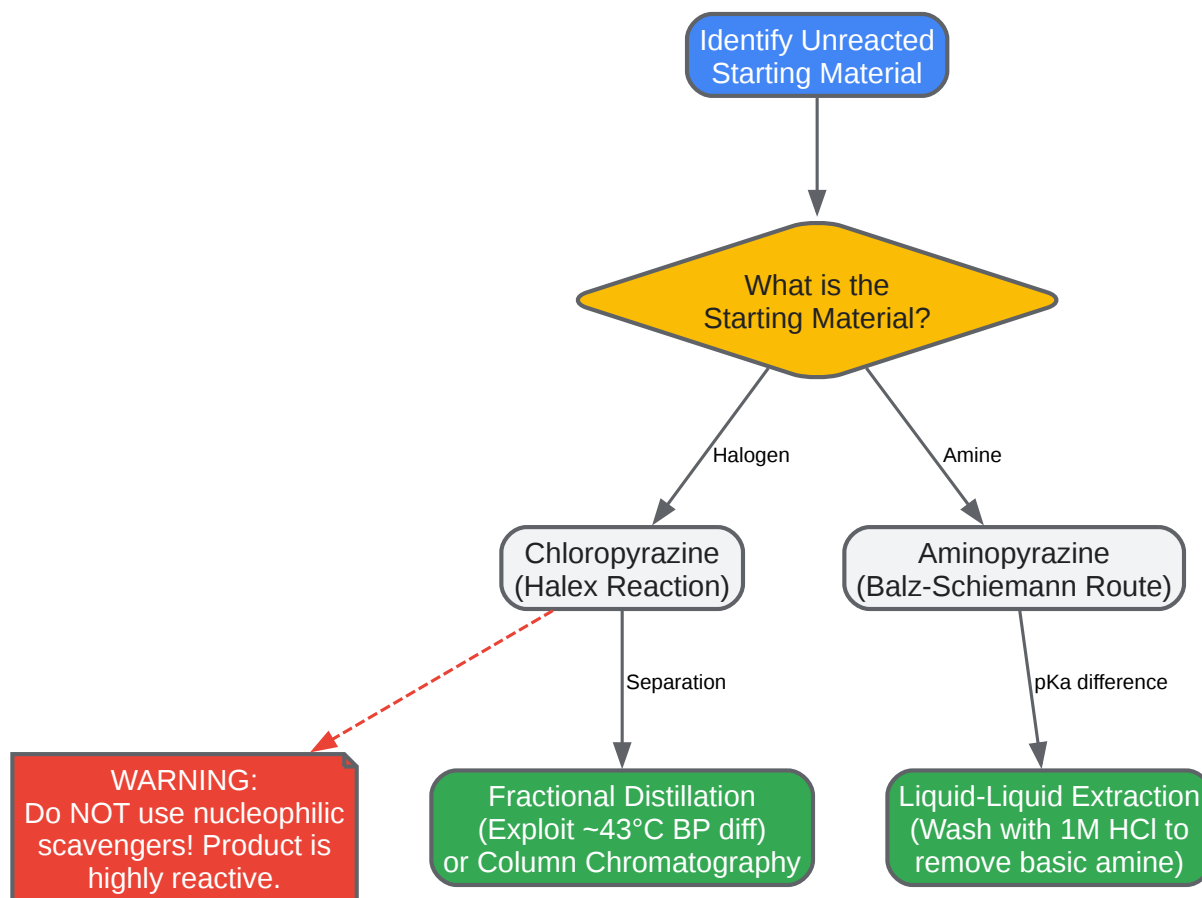 Identify Unreacted
Starting Material
What is the
Starting Material?
Halogen
Amine
Chloropyrazine
(Halex Reaction)
Aminopyrazine
(Balz-Schiemann Route)
Separation
pKa difference
WARNING:
Do NOT use nucleophilic
scavengers! Product is
highly reactive.
Fractional Distillation
(Exploit ~43°C BP diff)
or Column Chromatography
Liquid-Liquid Extraction
(Wash with 1M HCl to
remove basic amine)